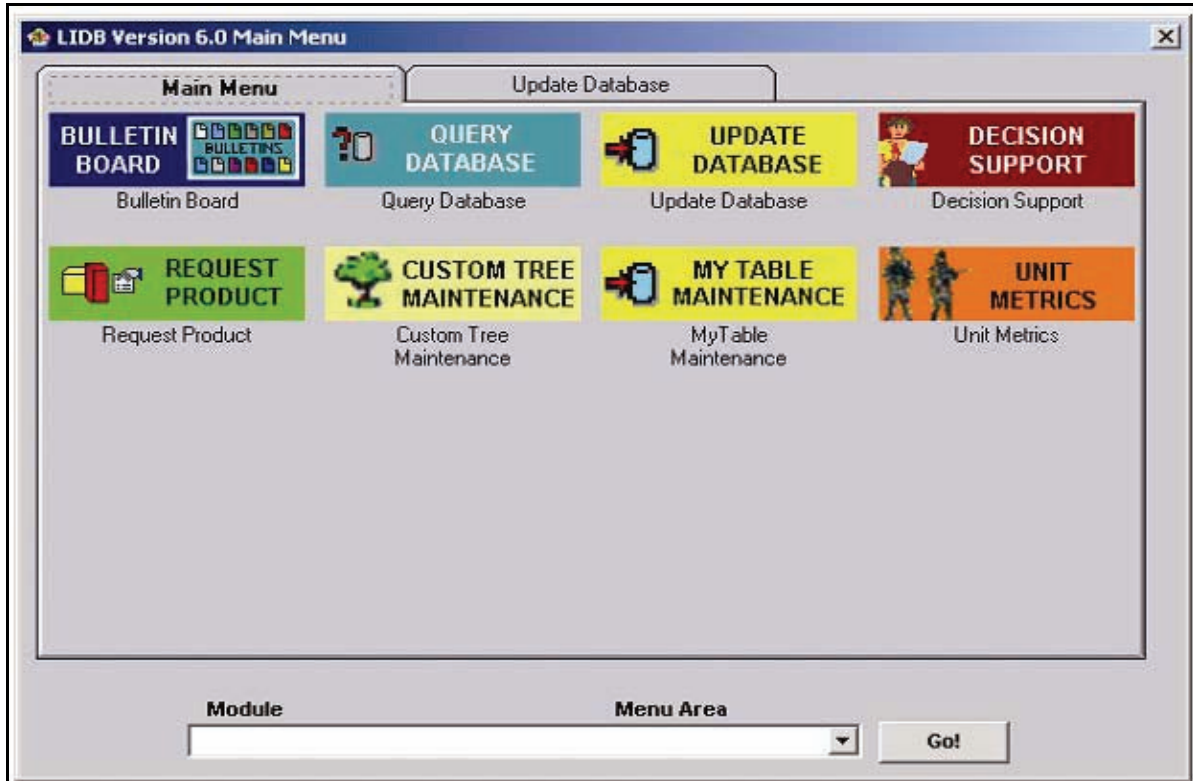 LIDB Version 6.0 Main Menu
Main Menu
Update Database
BULLETIN
BOARD
BULLETINS
Bulletin Board
QUERY
DATABASE
Query Database
UPDATE
DATABASE
Update Database
DECISION
SUPPORT
Decision Support
REQUEST
PRODUCT
Request Product
CUSTOM TREE
MAINTENANCE
Custom Tree
Maintenance
MY TABLE
MAINTENANCE
MyTable
Maintenance
UNIT
METRICS
Unit Metrics
Module
Menu Area
Go!